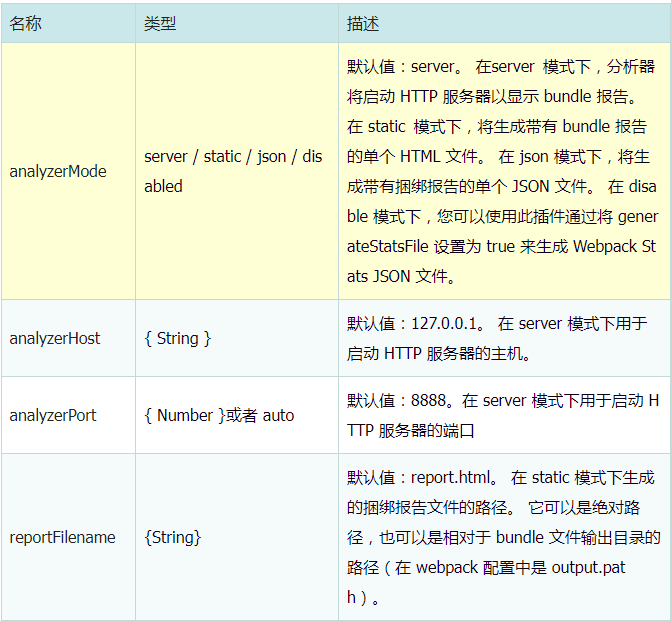 名称 类型 描述
analyzerMode
server / static / json / dis
abled
默认值：server。 在server 模式下，分析器
将启动 HTTP 服务器以显示 bundle 报告。
在 static 模式下，将生成带有 bundle 报告
的单个 HTML 文件。 在 json 模式下，将生
成带有捆绑报告的单个 JSON 文件。 在 disa
ble 模式下，您可以使用此插件通过将 gener
ateStatsFile 设置为 true 来生成 Webpack St
ats JSON 文件。
analyzerHost
{ String }
默认值：127.0.0.1。 在 server 模式下用于
启动 HTTP 服务器的主机。
analyzerPort
{ Number }或者 auto
默认值：8888。在 server 模式下用于启动 H
TTP 服务器的端口
reportFilename
{String}
默认值：report.html。 在 static 模式下生成
的捆绑报告文件的路径。 它可以是绝对路
径，也可以是相对于 bundle 文件输出目录的
路径（在 webpack 配置中是 output.pat
h）。